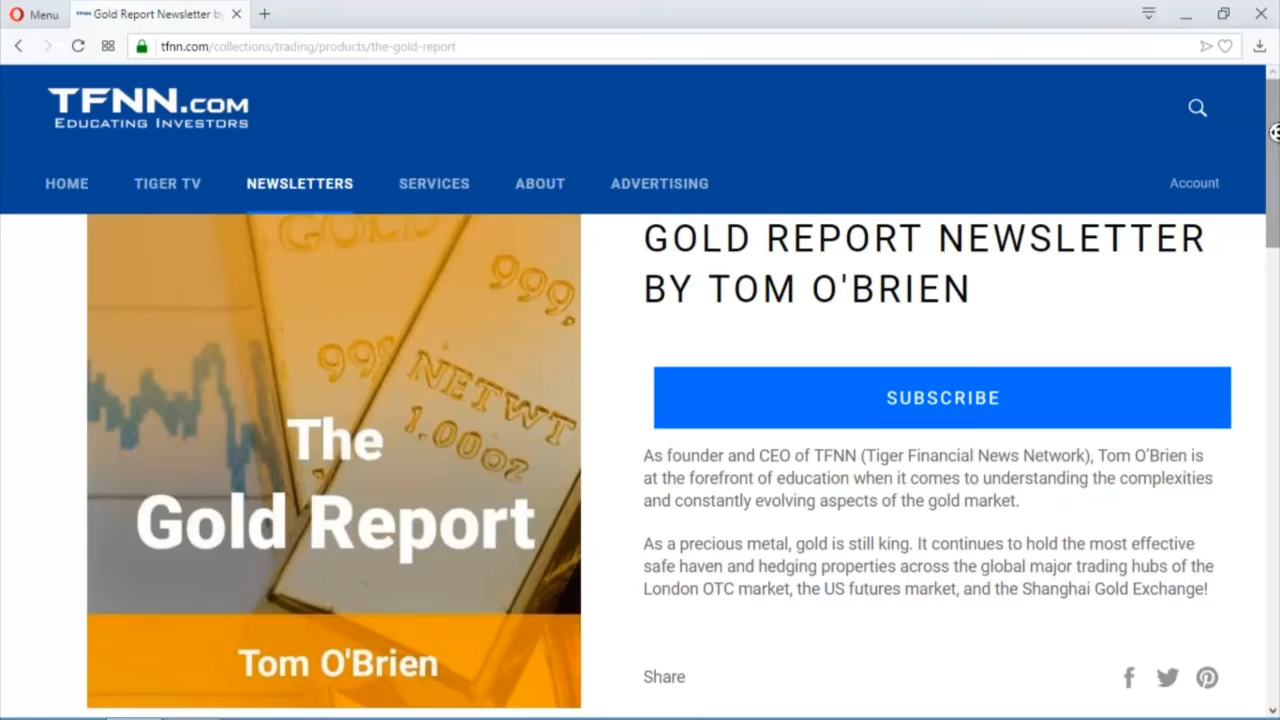 Menu
TFNN Gold Report Newsletter by
tfnn.com/collections/trading/products/the-gold-report
TFNN.COM
EDUCATING INVESTORS
HOME TIGER TV NEWSLETTERS SERVICES ABOUT ADVERTISING Account
GOLD
999,
999
NETWT
1.00OZ
The
Gold Report
Tom O'Brien
GOLD REPORT NEWSLETTER
BY TOM O'BRIEN
SUBSCRIBE
As founder and CEO of TFNN (Tiger Financial News Network), Tom O'Brien is
at the forefront of education when it comes to understanding the complexities
and constantly evolving aspects of the gold market.
As a precious metal, gold is still king. It continues to hold the most effective
safe haven and hedging properties across the global major trading hubs of the
London OTC market, the US futures market, and the Shanghai Gold Exchange!
Share